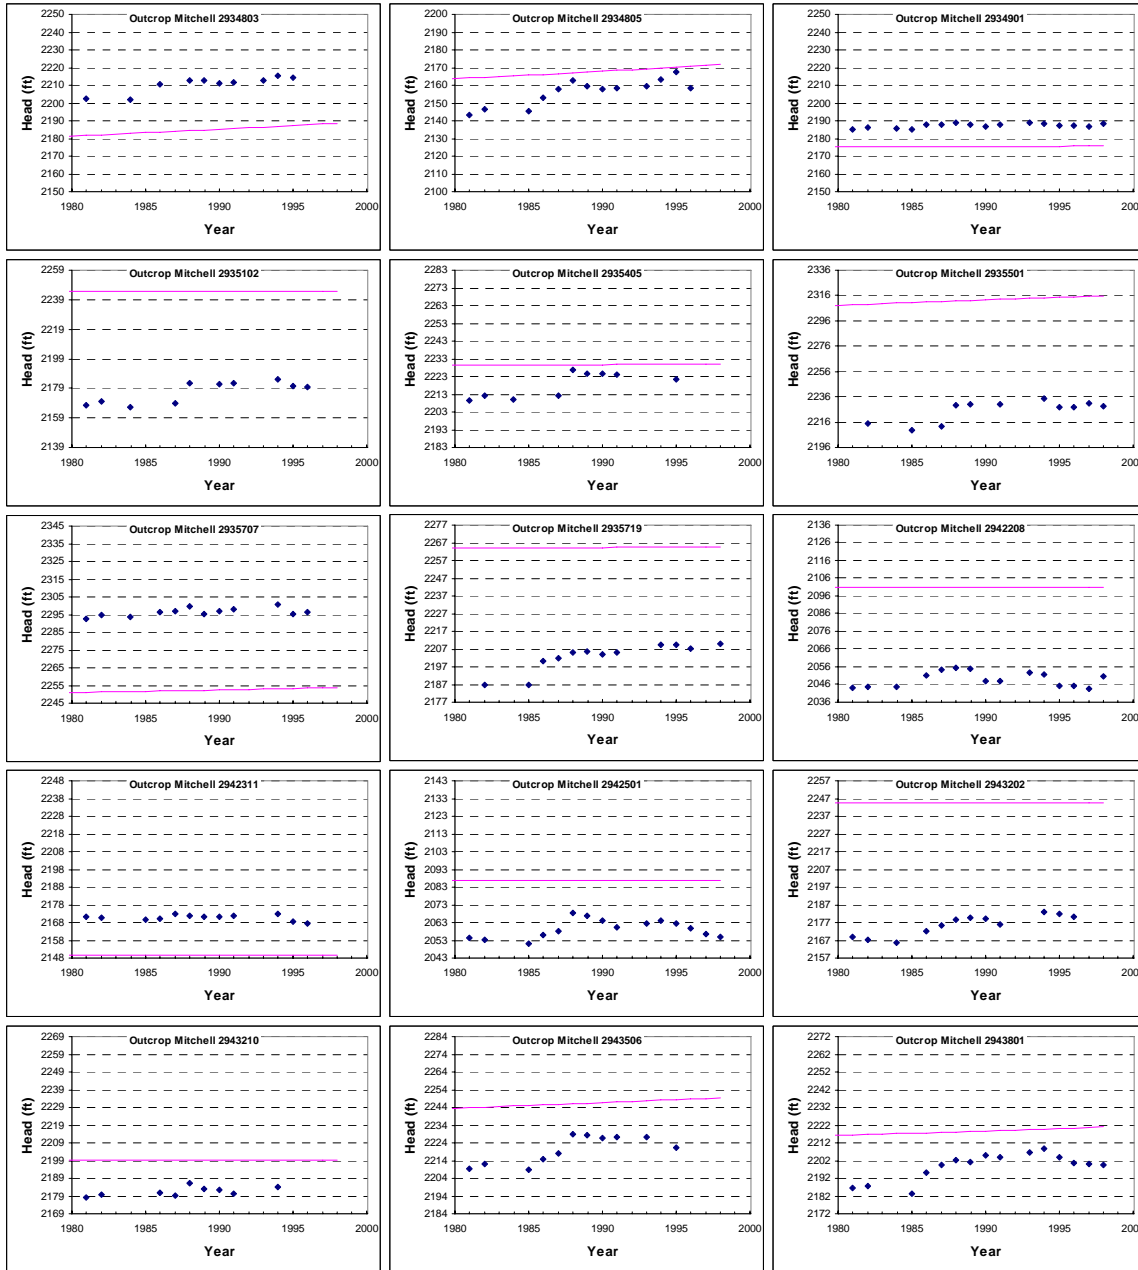 Outcrop Mitchell 2934803
Head (ft)
2250
2240
2230
2220
2210
2200
2190
2180
2170
2160
2150
1980 1985 1990 1995 2000
Year
Outcrop Mitchell 2934805
Head (ft)
2200
2190
2180
2170
2160
2150
2140
2130
2120
2110
2100
1980 1985 1990 1995 2000
Year
Outcrop Mitchell 2934901
Head (ft)
2250
2240
2230
2220
2210
2200
2190
2180
2170
2160
2150
1980 1985 1990 1995 2000
Year
Outcrop Mitchell 2935102
Head (ft)
2259
2239
2219
2199
2179
2159
2139
1980 1985 1990 1995 2000
Year
Outcrop Mitchell 2935405
Head (ft)
2283
2273
2263
2253
2243
2233
2223
2213
2203
2193
2183
1980 1985 1990 1995 2000
Year
Outcrop Mitchell 2935501
Head (ft)
2336
2316
2296
2276
2256
2236
2216
2196
1980 1985 1990 1995 2000
Year
Outcrop Mitchell 2935707
Head (ft)
2345
2335
2325
2315
2305
2295
2285
2275
2265
2255
2245
1980 1985 1990 1995 2000
Year
Outcrop Mitchell 2935719
Head (ft)
2277
2267
2257
2247
2237
2227
2217
2207
2197
2187
2177
1980 1985 1990 1995 2000
Year
Outcrop Mitchell 2942208
Head (ft)
2136
2126
2116
2106
2096
2086
2076
2066
2056
2046
2036
1980 1985 1990 1995 2000
Year
Outcrop Mitchell 2942311
Head (ft)
2248
2238
2228
2218
2208
2198
2188
2178
2168
2158
2148
1980 1985 1990 1995 2000
Year
Outcrop Mitchell 2942501
Head (ft)
2143
2133
2123
2113
2103
2093
2083
2073
2063
2053
2043
1980 1985 1990 1995 2000
Year
Outcrop Mitchell 2943202
Head (ft)
2257
2247
2237
2227
2217
2207
2197
2187
2177
2167
2157
1980 1985 1990 1995 2000
Year
Outcrop Mitchell 2943210
Head (ft)
2269
2259
2249
2239
2229
2219
2209
2199
2189
2179
2169
1980 1985 1990 1995 2000
Year
Outcrop Mitchell 2943506
Head (ft)
2284
2274
2264
2254
2244
2234
2224
2214
2204
2194
2184
1980 1985 1990 1995 2000
Year
Outcrop Mitchell 2943801
Head (ft)
2272
2262
2252
2242
2232
2222
2212
2202
2192
2182
2172
1980 1985 1990 1995 2000
Year